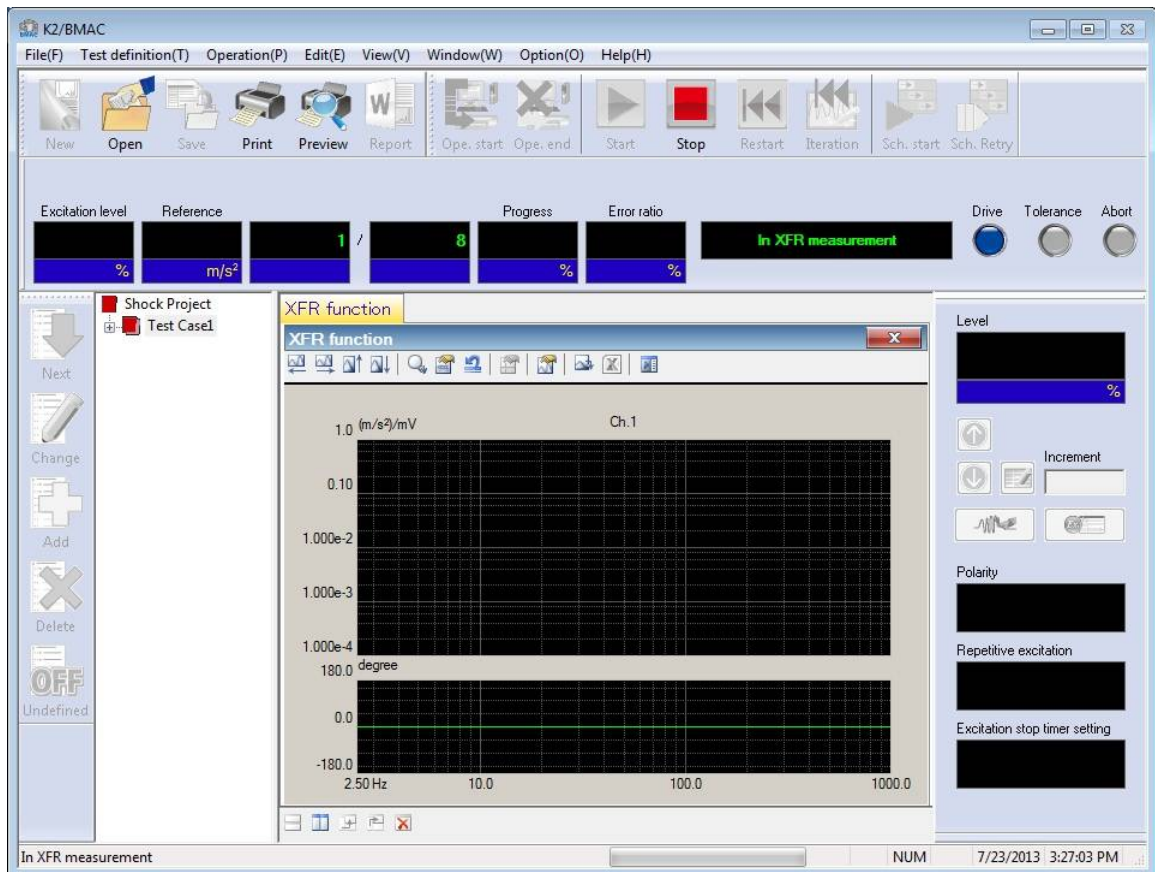 K2/BMAC
File(F) Test definition(T) Operation(P) Edit(E) View(V) Window(W) Option(O) Help(H)
New Open Save Print Preview Report Ope. start Ope. end Start Stop Restart Iteration Sch. start Sch. Retry
Excitation level Reference Progress Error ratio Drive Tolerance Abort
1 / 8 In XFR measurement
% m/s² % %
Shock Project
Test Case1
Next
Change
Add
Delete
OFF
Undefined
XFR function
XFR function
1.0 (m/s²)/mV Ch.1
0.10
1.000e-2
1.000e-3
1.000e-4
180.0 degree
0.0
-180.0
2.50 Hz 10.0 100.0 1000.0
Level
%
Increment
Polarity
Repetitive excitation
Excitation stop timer setting
In XFR measurement NUM 7/23/2013 3:27:03 PM